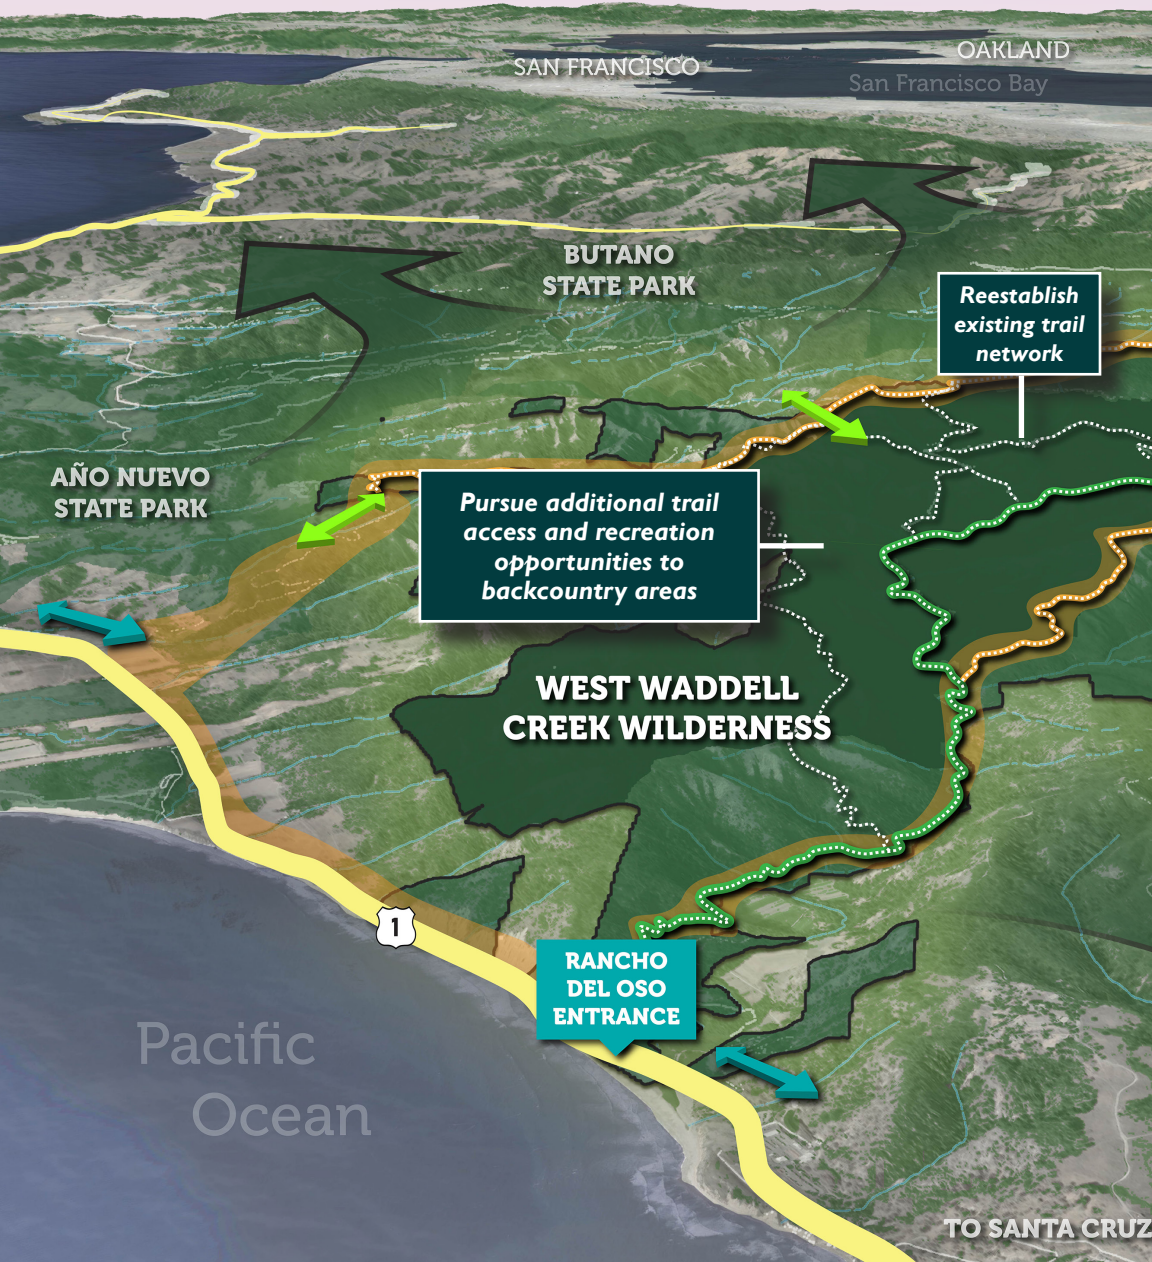 OAKLAND
SAN FRANCISCO
San Francisco Bay
BUTANO
STATE PARK
Reestablish
existing trail
network
AÑO NUEVO
STATE PARK
Pursue additional trail
access and recreation
opportunities to
backcountry areas
WEST WADDELL
CREEK WILDERNESS
1
RANCHO
DEL OSO
ENTRANCE
Pacific
Ocean
TO SANTA CRUZ